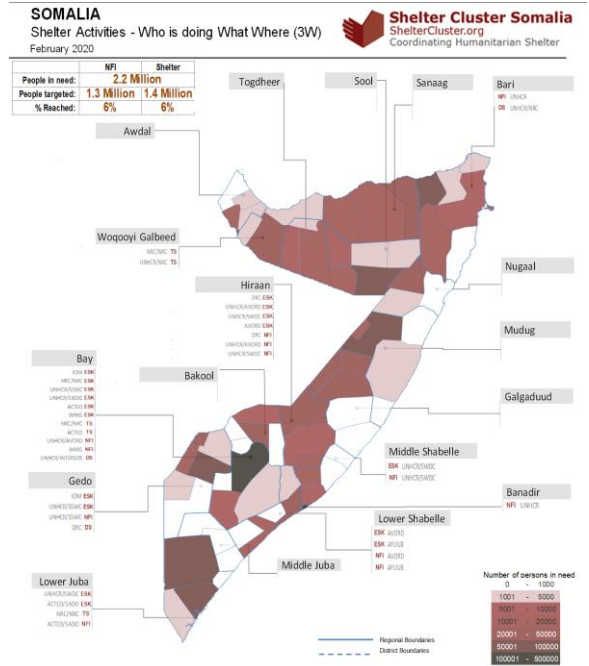 SOMALIA
Shelter Activities - Who is doing What Where (3W)
February 2020
Shelter Cluster Somalia
ShelterCluster.org
Coordinating Humanitarian Shelter
NFI Shelter
People in need: 2.2 Million
People targeted: 1.3 Million 1.4 Million
% Reached: 6% 6%
Togdheer
Sool
Sanaag
Bari
NFI UNHCR
DS UNHCR/NRC
Awdal
Woqooyi Galbeed
NRC/NRC TS
UNHCR/NRC TS
Hiraan
DRC ESK
UNHCR/AVORD ESK
UNHCR/SWDC ESK
AVORD ESK
DRC NFI
UNHCR/AVORD NFI
UNHCR/SWDC NFI
Nugaal
Mudug
Bay
IOM ESK
NRC/NRC ESK
UNHCR/SSWC ESK
UNHCR/SWDC ESK
ACTED ESK
WRRS ESK
NRC/NRC TS
ACTED TS
UNHCR/AVORD NFI
WRRS NFI
UNHCR/INTERSOS DS
Bakool
Galgaduud
Middle Shabelle
ESK UNHCR/SWDC
NFI UNHCR/SWDC
Gedo
IOM ESK
UNHCR/SSWC ESK
UNHCR/SSWC NFI
DRC DS
Banadir
NFI UNHCR
Lower Shabelle
ESK AVORD
ESK AYUUB
NFI AVORD
NFI AYUUB
Middle Juba
Lower Juba
UNHCR/SWDC ESK
ACTED/SADO ESK
NRC/NRC TS
ACTED/SADO NFI
Number of persons in need
0 - 1000
1001 - 5000
5001 - 10000
10001 - 20000
20001 - 50000
50001 - 100000
100001 - 500000
Regional Boundaries
District Boundaries